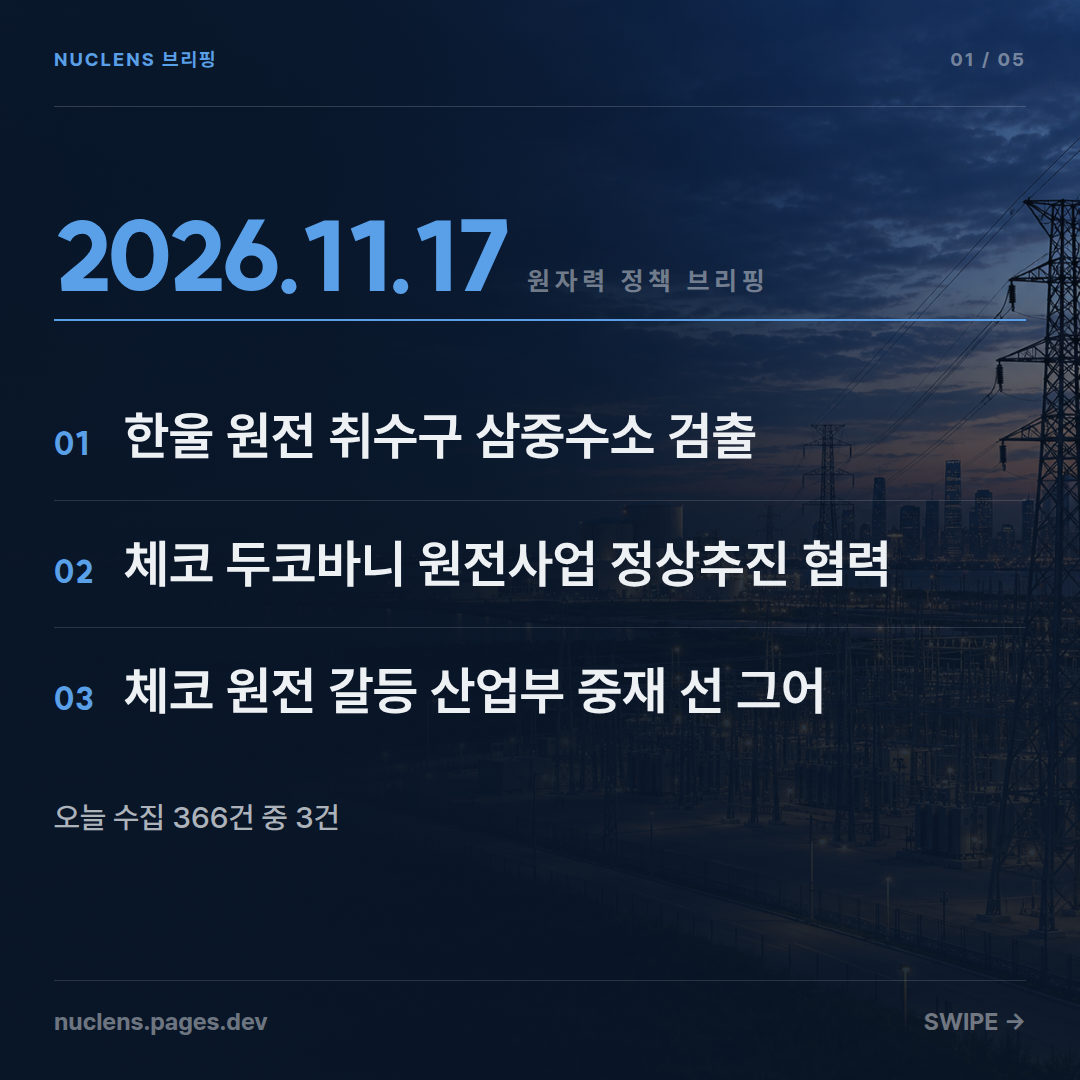 NUCLENS 브리핑
01 / 05
2026.11.17 원자력 정책 브리핑
01 한울 원전 취수구 삼중수소 검출
02 체코 두코바니 원전사업 정상추진 협력
03 체코 원전 갈등 산업부 중재 선 그어
오늘 수집 366건 중 3건
nuclens.pages.dev
SWIPE →